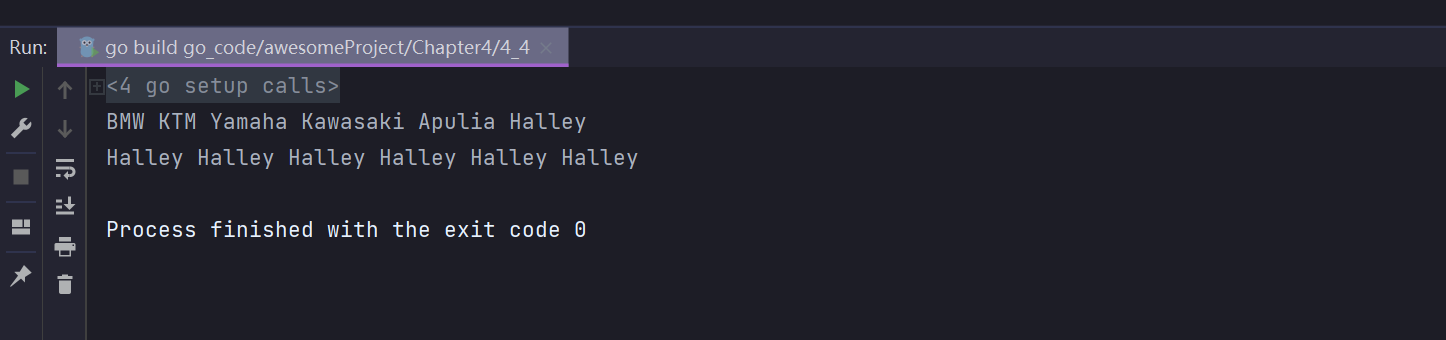 Run: go build go_code/awesomeProject/Chapter4/4_4
<4 go setup calls>
BMW KTM Yamaha Kawasaki Apulia Halley
Halley Halley Halley Halley Halley Halley
Process finished with the exit code 0